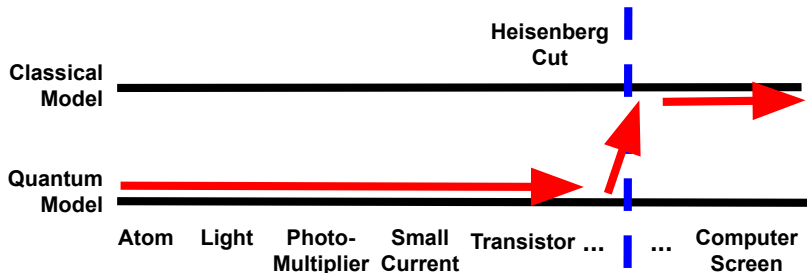 Heisenberg
Cut
Classical
Model
Quantum
Model
Atom Light Photo- Small Transistor ... ... Computer
Multiplier Current Screen